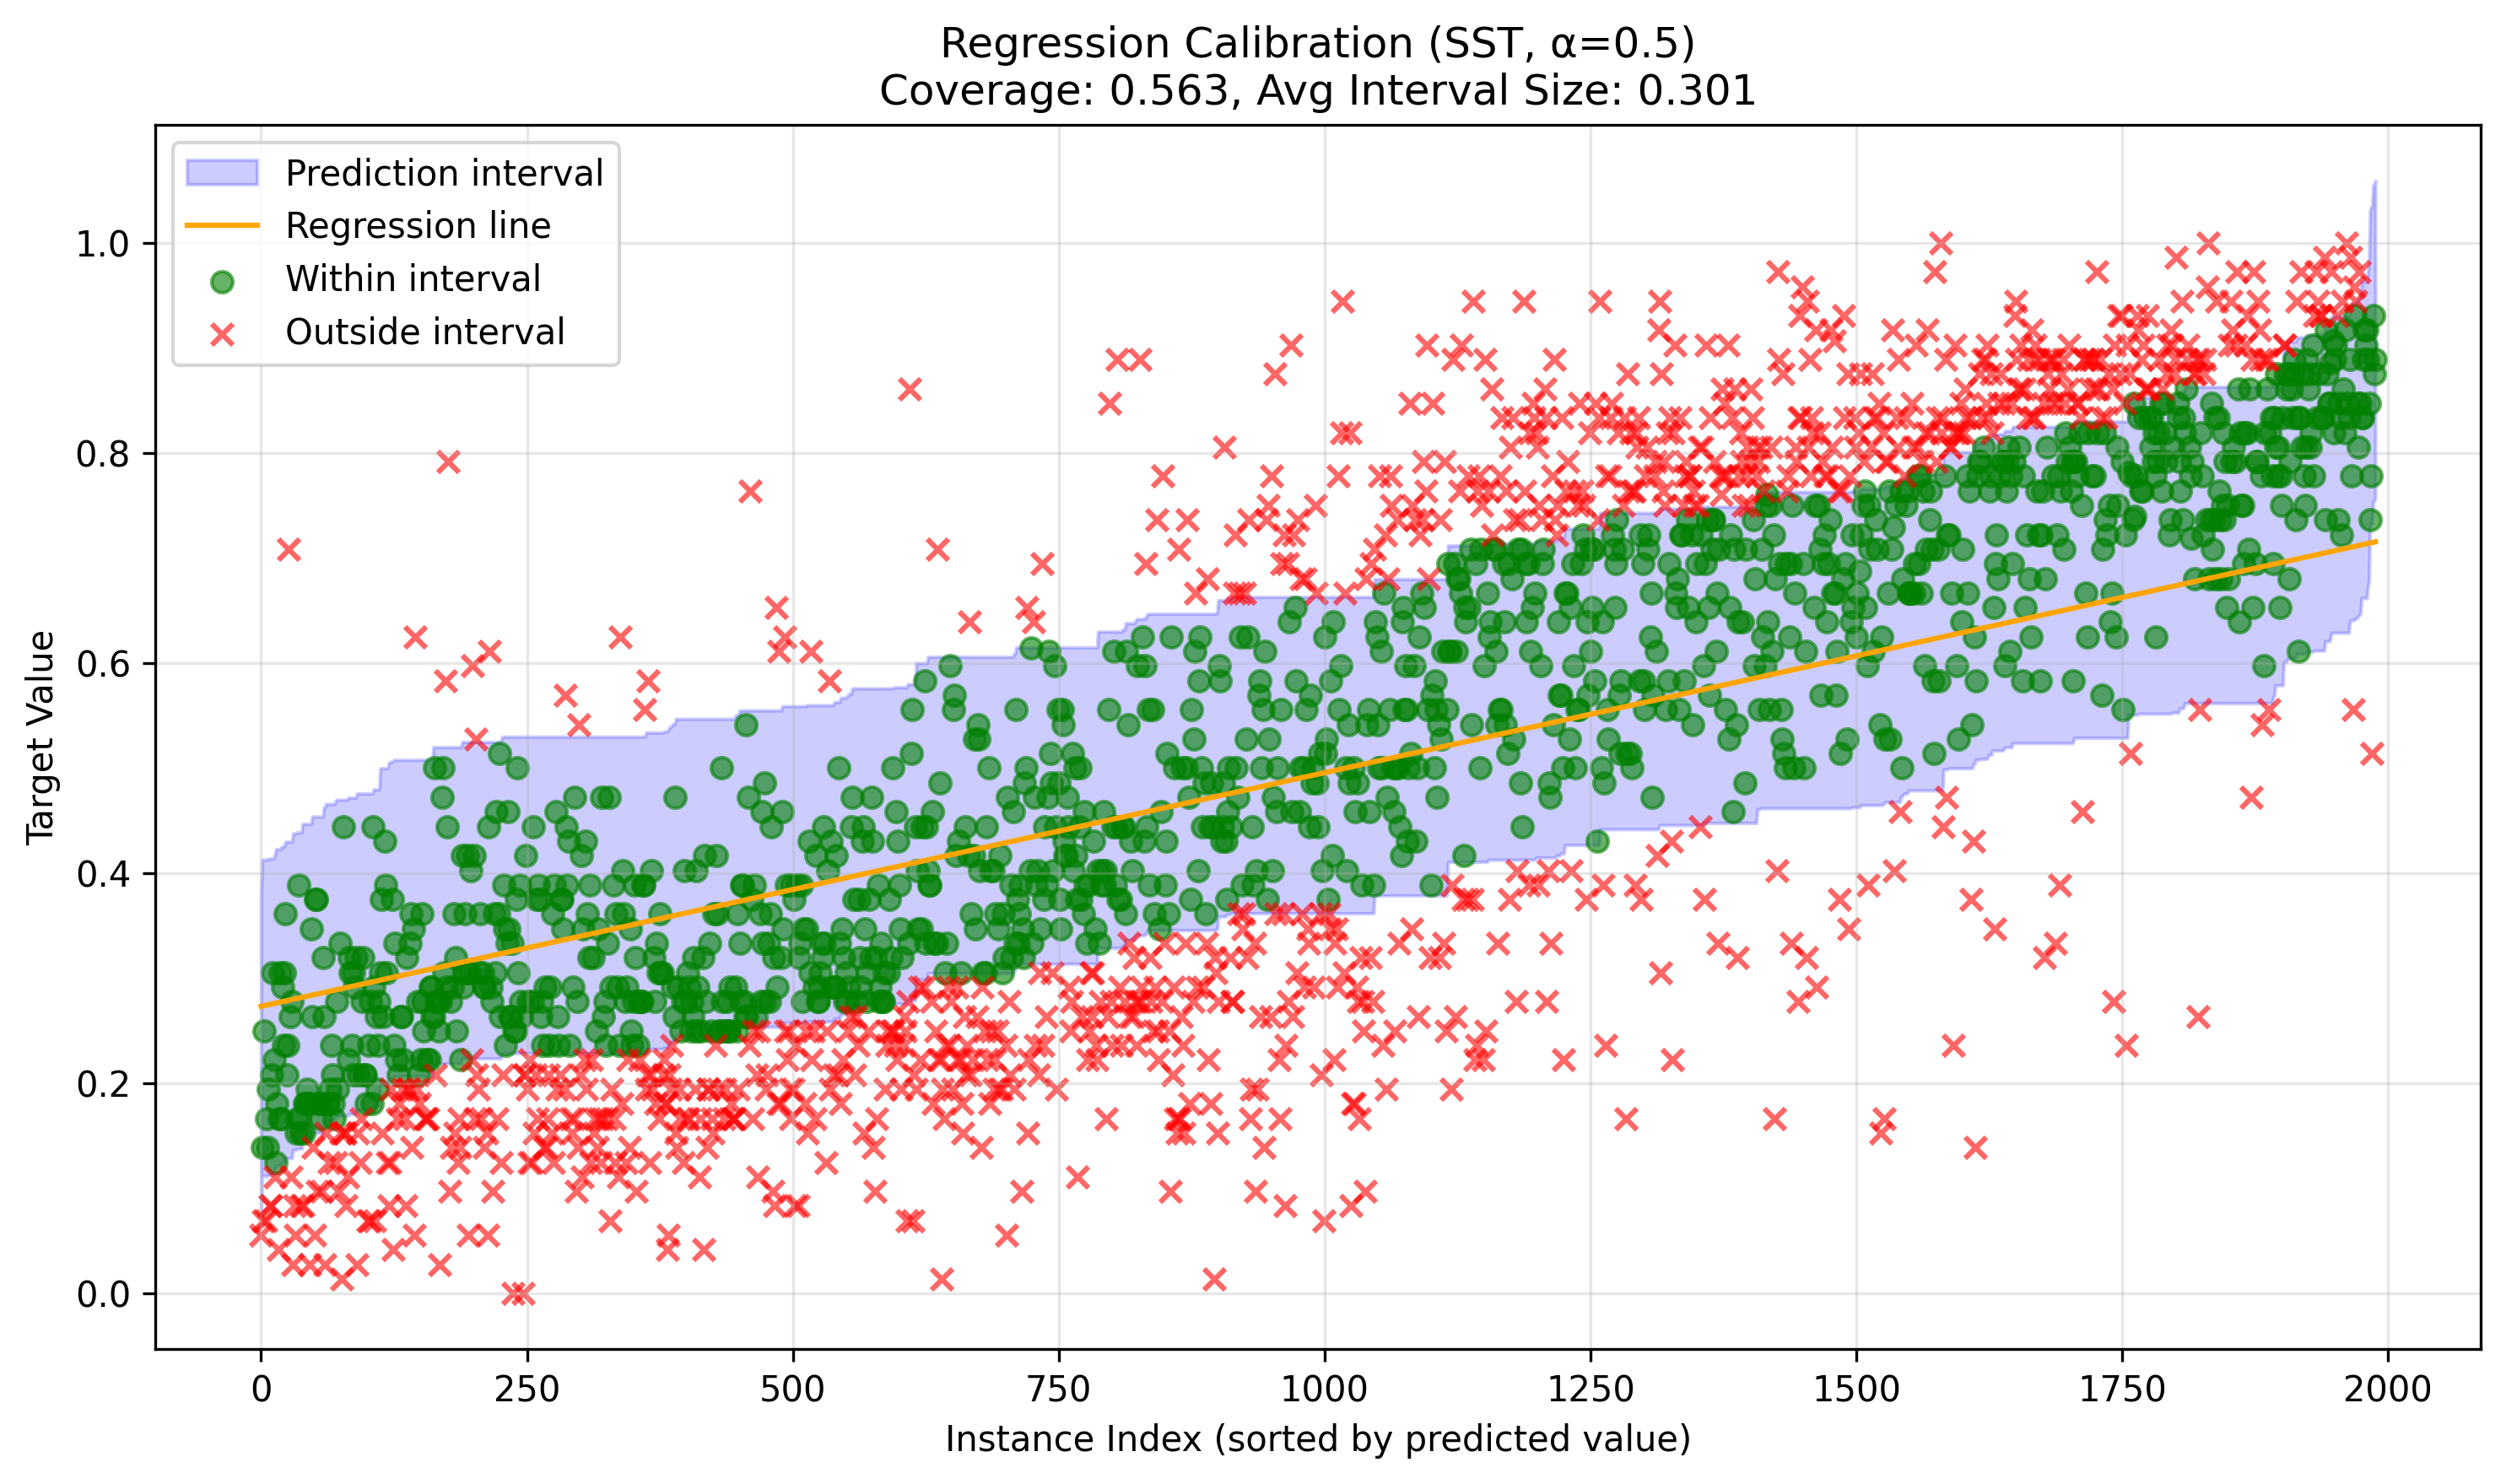 Regression Calibration (SST, α=0.5)
Coverage: 0.563, Avg Interval Size: 0.301
Prediction interval
Regression line
Within interval
Outside interval
Target Value
1.0
0.8
0.6
0.4
0.2
0.0
0 250 500 750 1000 1250 1500 1750 2000
Instance Index (sorted by predicted value)